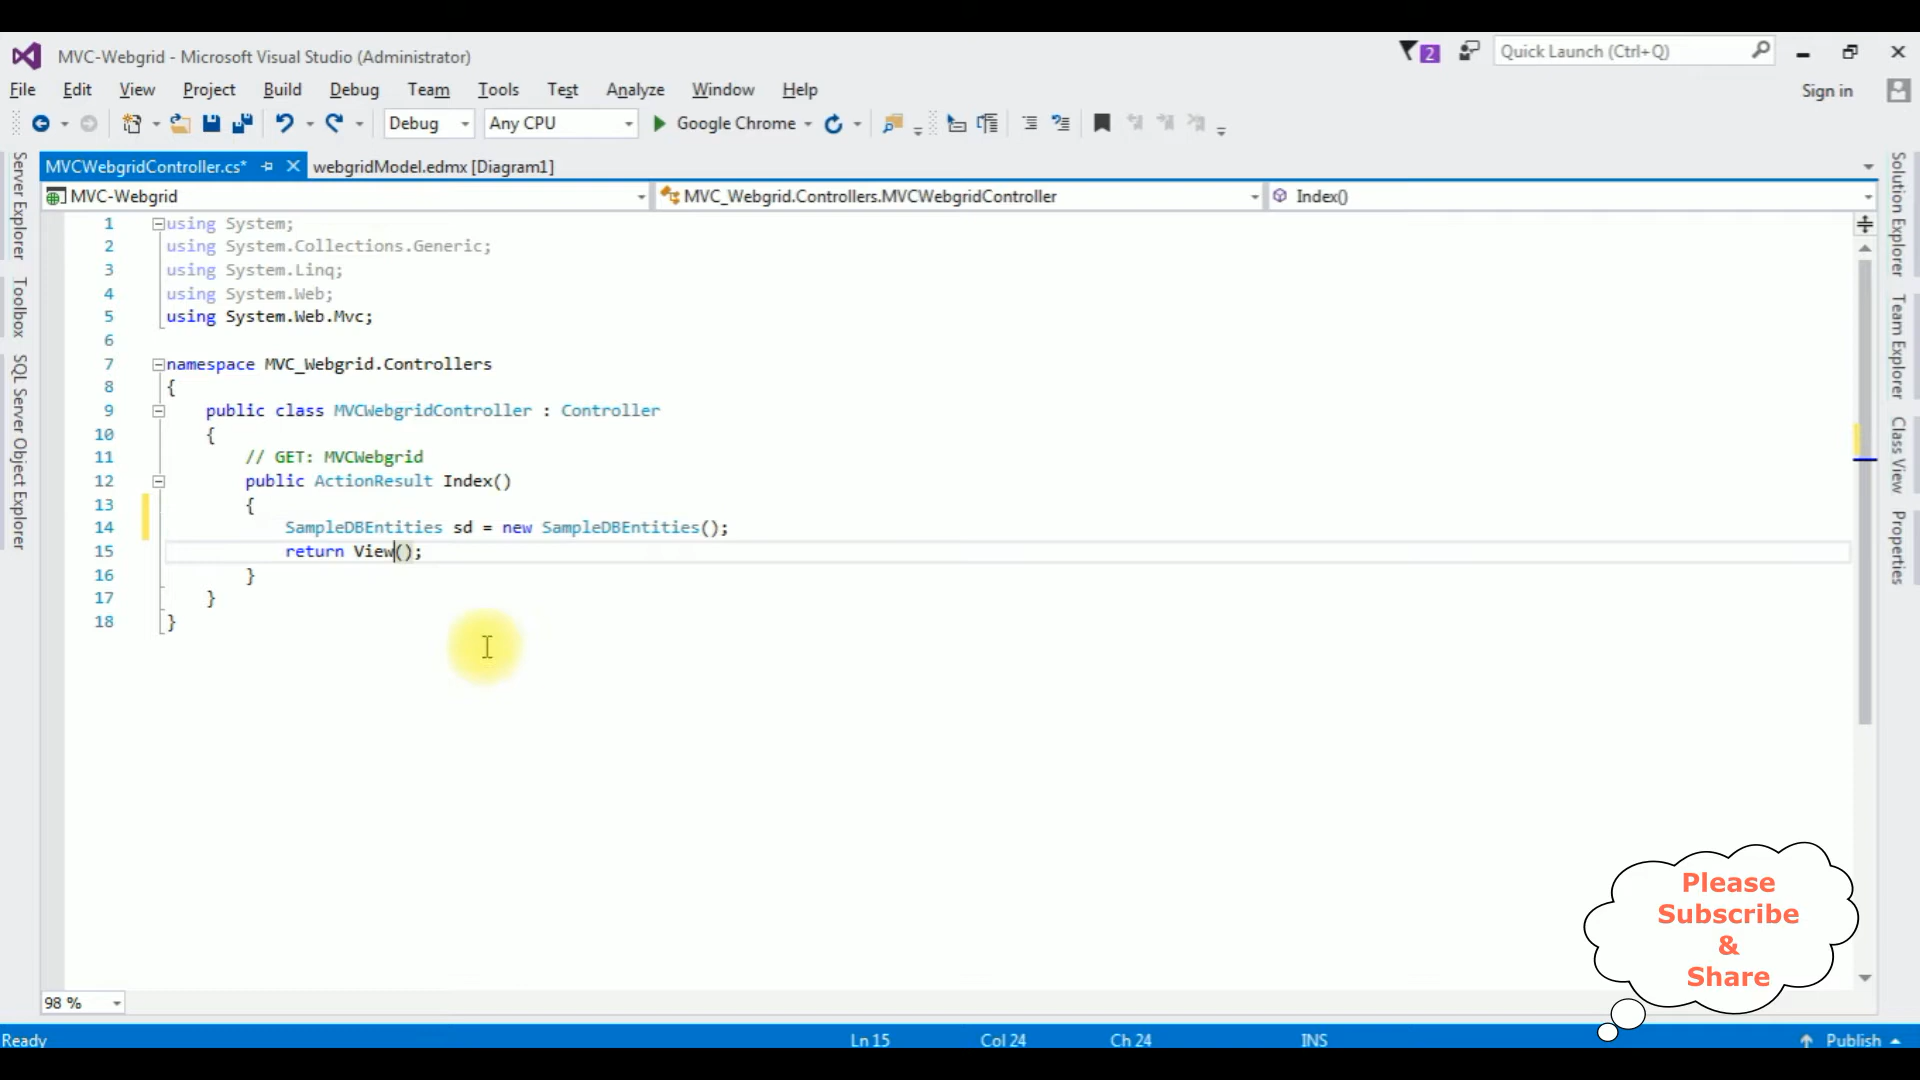 MVC-Webgrid - Microsoft Visual Studio (Administrator)
2
Quick Launch (Ctrl+Q)
File Edit View Project Build Debug Team Tools Test Analyze Window Help
Sign in
Debug Any CPU Google Chrome
MVCWebgridController.cs* webgridModel.edmx [Diagram1]
MVC-Webgrid MVC_Webgrid.Controllers.MVCWebgridController Index()
Server Explorer
Toolbox
SQL Server Object Explorer
1 using System;
2 using System.Collections.Generic;
3 using System.Linq;
4 using System.Web;
5 using System.Web.Mvc;
6
7 namespace MVC_Webgrid.Controllers
8 {
9 public class MVCWebgridController : Controller
10 {
11 // GET: MVCWebgrid
12 public ActionResult Index()
13 {
14 SampleDBEntities sd = new SampleDBEntities();
15 return View();
16 }
17 }
18 }
Solution Explorer
Team Explorer
Class View
Properties
Please
Subscribe
&
Share
98 %
Ready Ln 15 Col 24 Ch 24 INS Publish